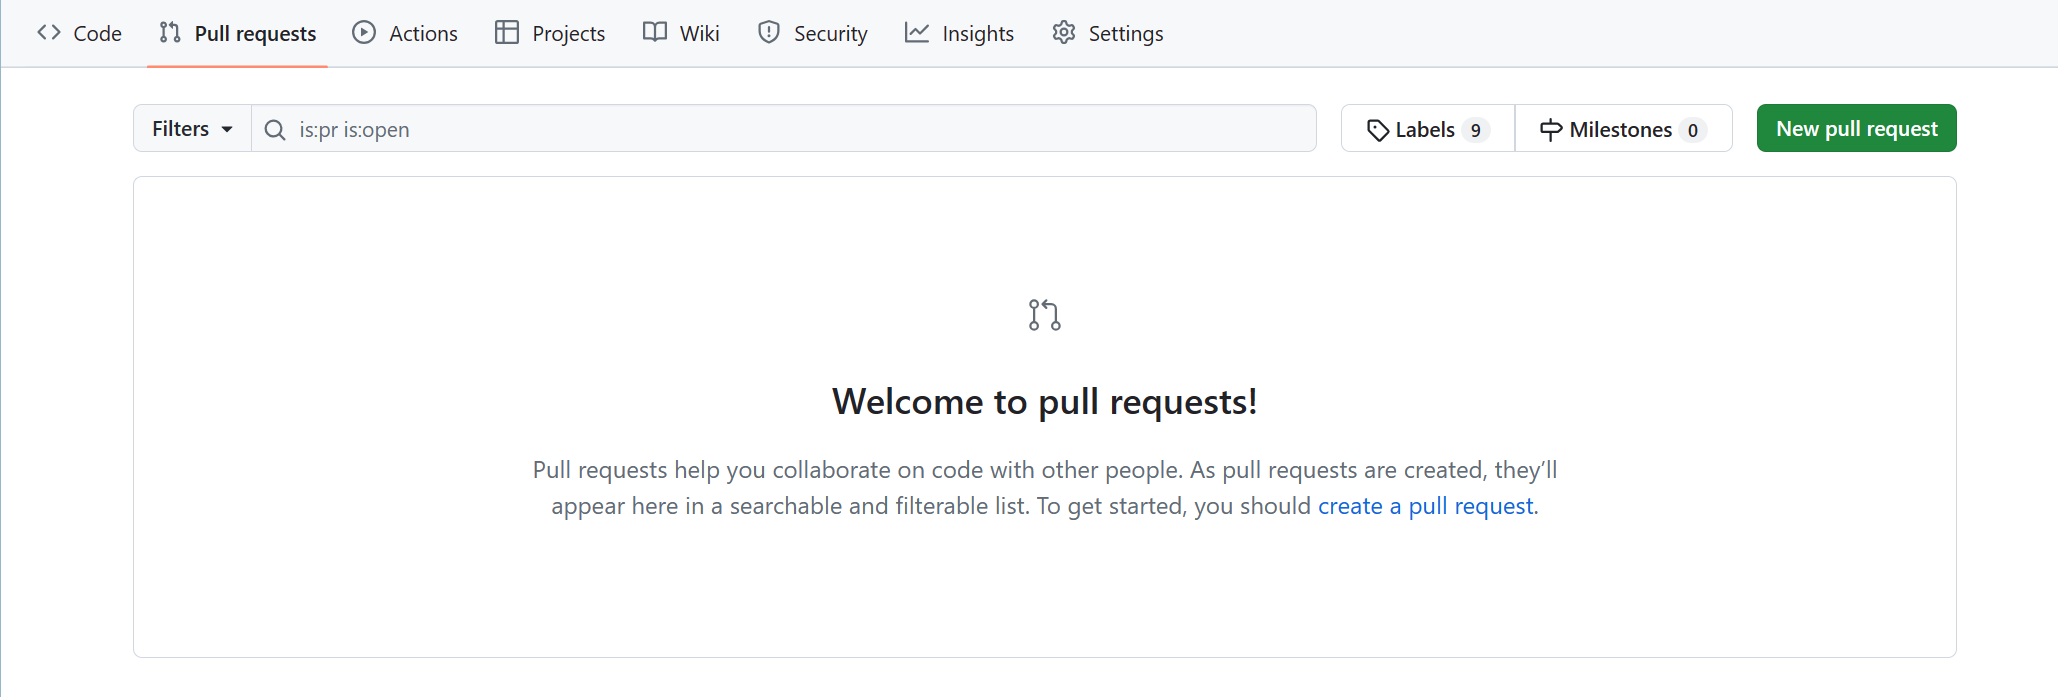 Code Pull requests Actions Projects Wiki Security Insights Settings
Filters is:pr is:open Labels 9 Milestones 0 New pull request
Welcome to pull requests!
Pull requests help you collaborate on code with other people. As pull requests are created, they’ll
appear here in a searchable and filterable list. To get started, you should create a pull request.